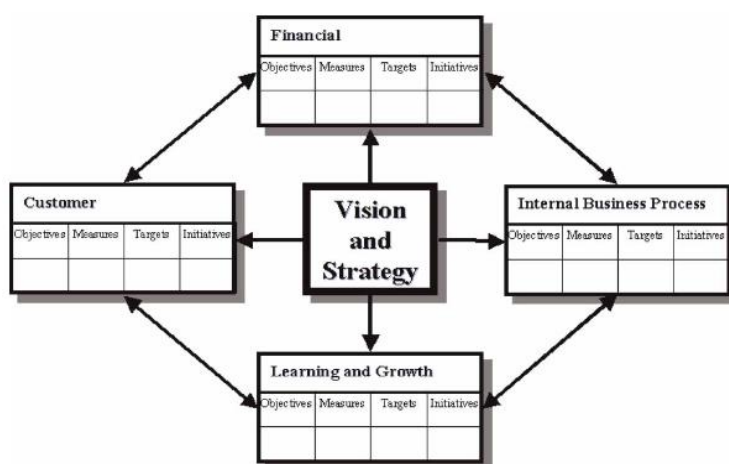 Financial
Objectives Measures Targets Initiatives
Customer
Objectives Measures Targets Initiatives
Vision
and
Strategy
Internal Business Process
Objectives Measures Targets Initiatives
Learning and Growth
Objectives Measures Targets Initiatives